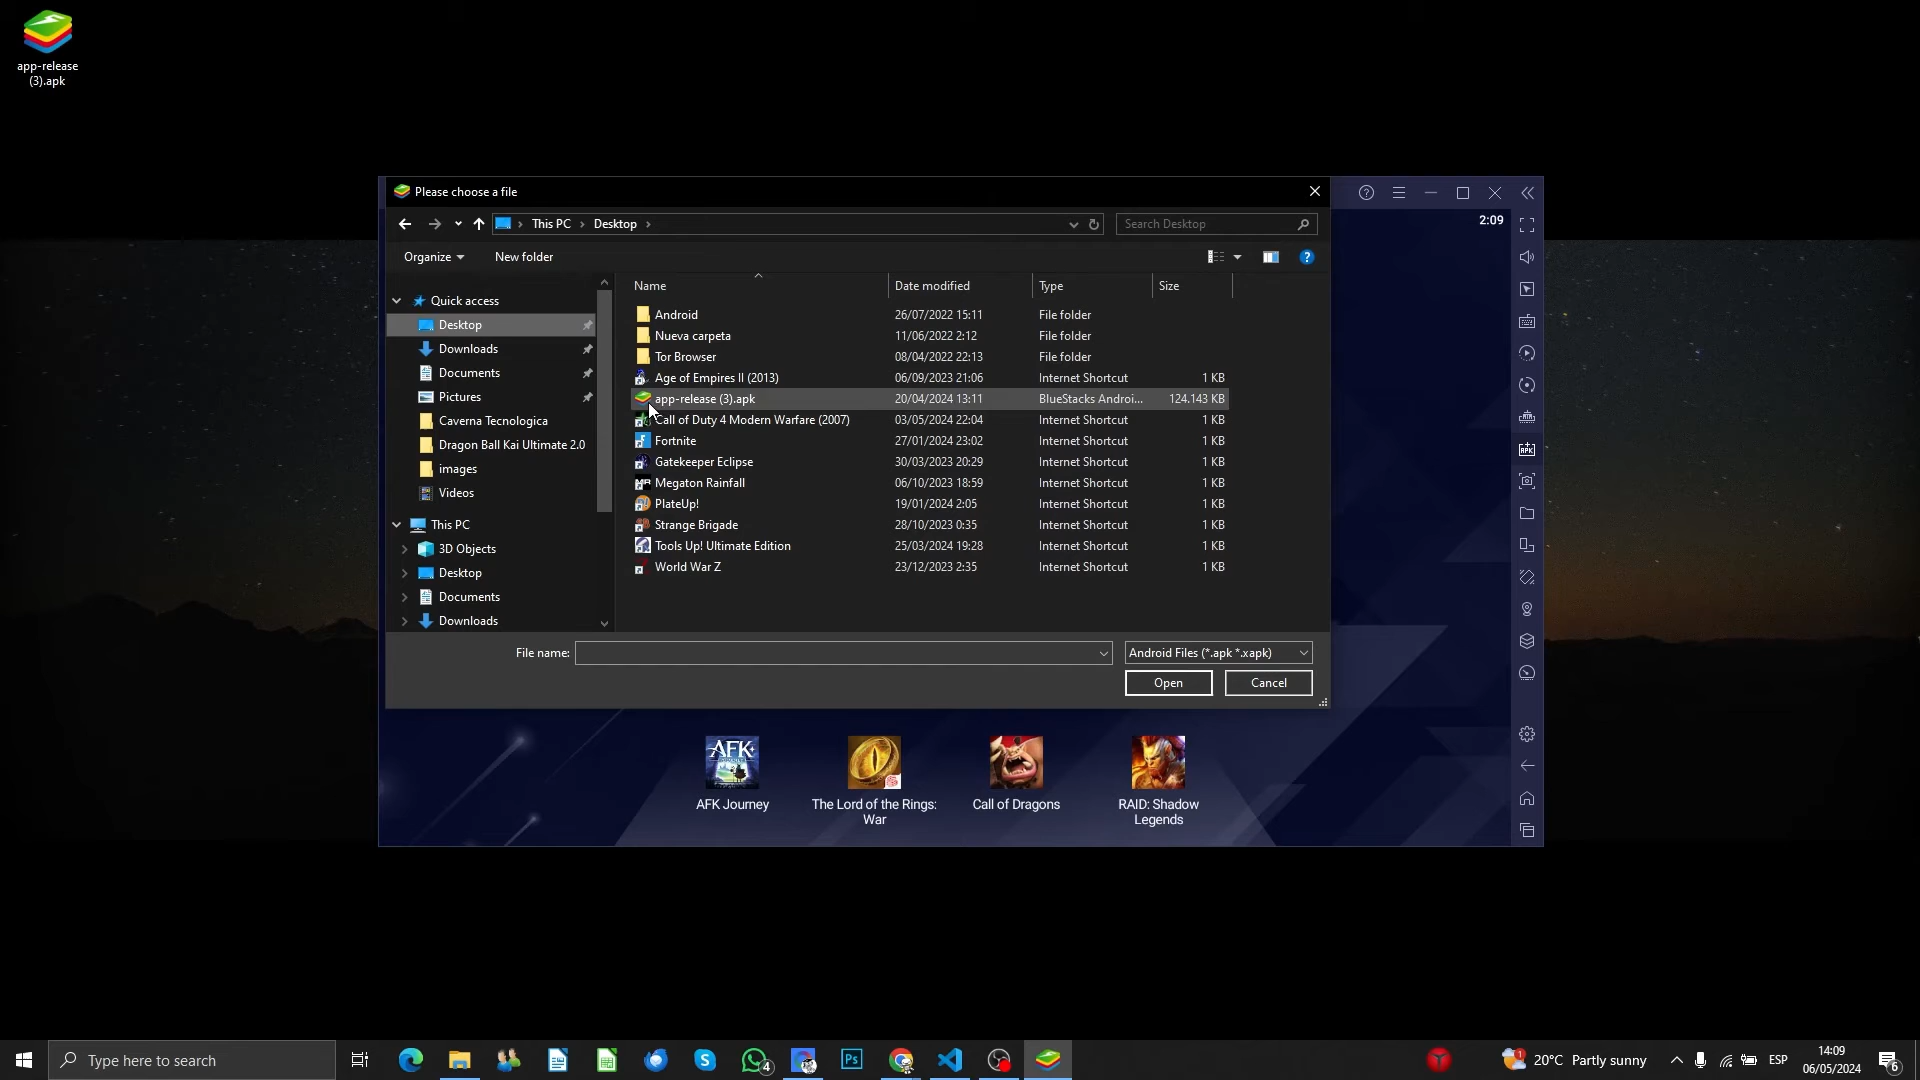 app-release
(3).apk
Please choose a file
This PC
Desktop
Search Desktop
Organize
New folder
Name
Date modified
Type
Size
Quick access
Desktop
Downloads
Documents
Pictures
Caverna Tecnologica
Dragon Ball Kai Ultimate 2.0
images
Videos
This PC
3D Objects
Desktop
Documents
Downloads
Android 26/07/2022 15:11 File folder
Nueva carpeta 11/06/2022 2:12 File folder
Tor Browser 08/04/2022 22:13 File folder
Age of Empires II (2013) 06/09/2023 21:06 Internet Shortcut 1 KB
app-release (3).apk 20/04/2024 13:11 BlueStacks Androi... 124.143 KB
Call of Duty 4 Modern Warfare (2007) 03/05/2024 22:04 Internet Shortcut 1 KB
Fortnite 27/01/2024 23:02 Internet Shortcut 1 KB
Gatekeeper Eclipse 30/03/2023 20:29 Internet Shortcut 1 KB
Megaton Rainfall 06/10/2023 18:59 Internet Shortcut 1 KB
PlateUp! 19/01/2024 2:05 Internet Shortcut 1 KB
Strange Brigade 28/10/2023 0:35 Internet Shortcut 1 KB
Tools Up! Ultimate Edition 25/03/2024 19:28 Internet Shortcut 1 KB
World War Z 23/12/2023 2:35 Internet Shortcut 1 KB
File name:
Android Files (*.apk *.xapk)
Open
Cancel
2:09
APK
AFK
AFK Journey
The Lord of the Rings:
War
Call of Dragons
RAID: Shadow
Legends
Type here to search
4
Ps
1
20°C Partly sunny
ESP
14:09
06/05/2024
6